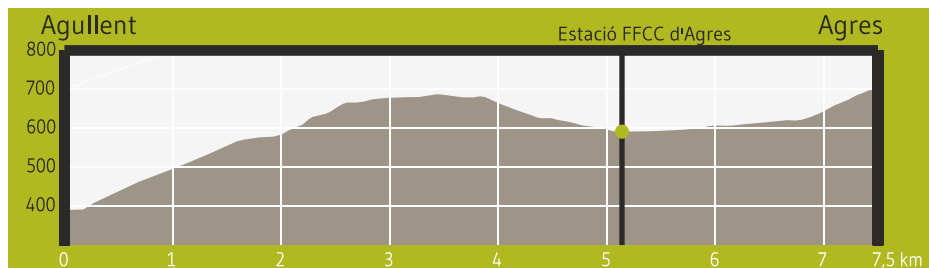 Agullent
Estació FFCC d'Agres
Agres
800
700
600
500
400
0 1 2 3 4 5 6 7 7,5 km